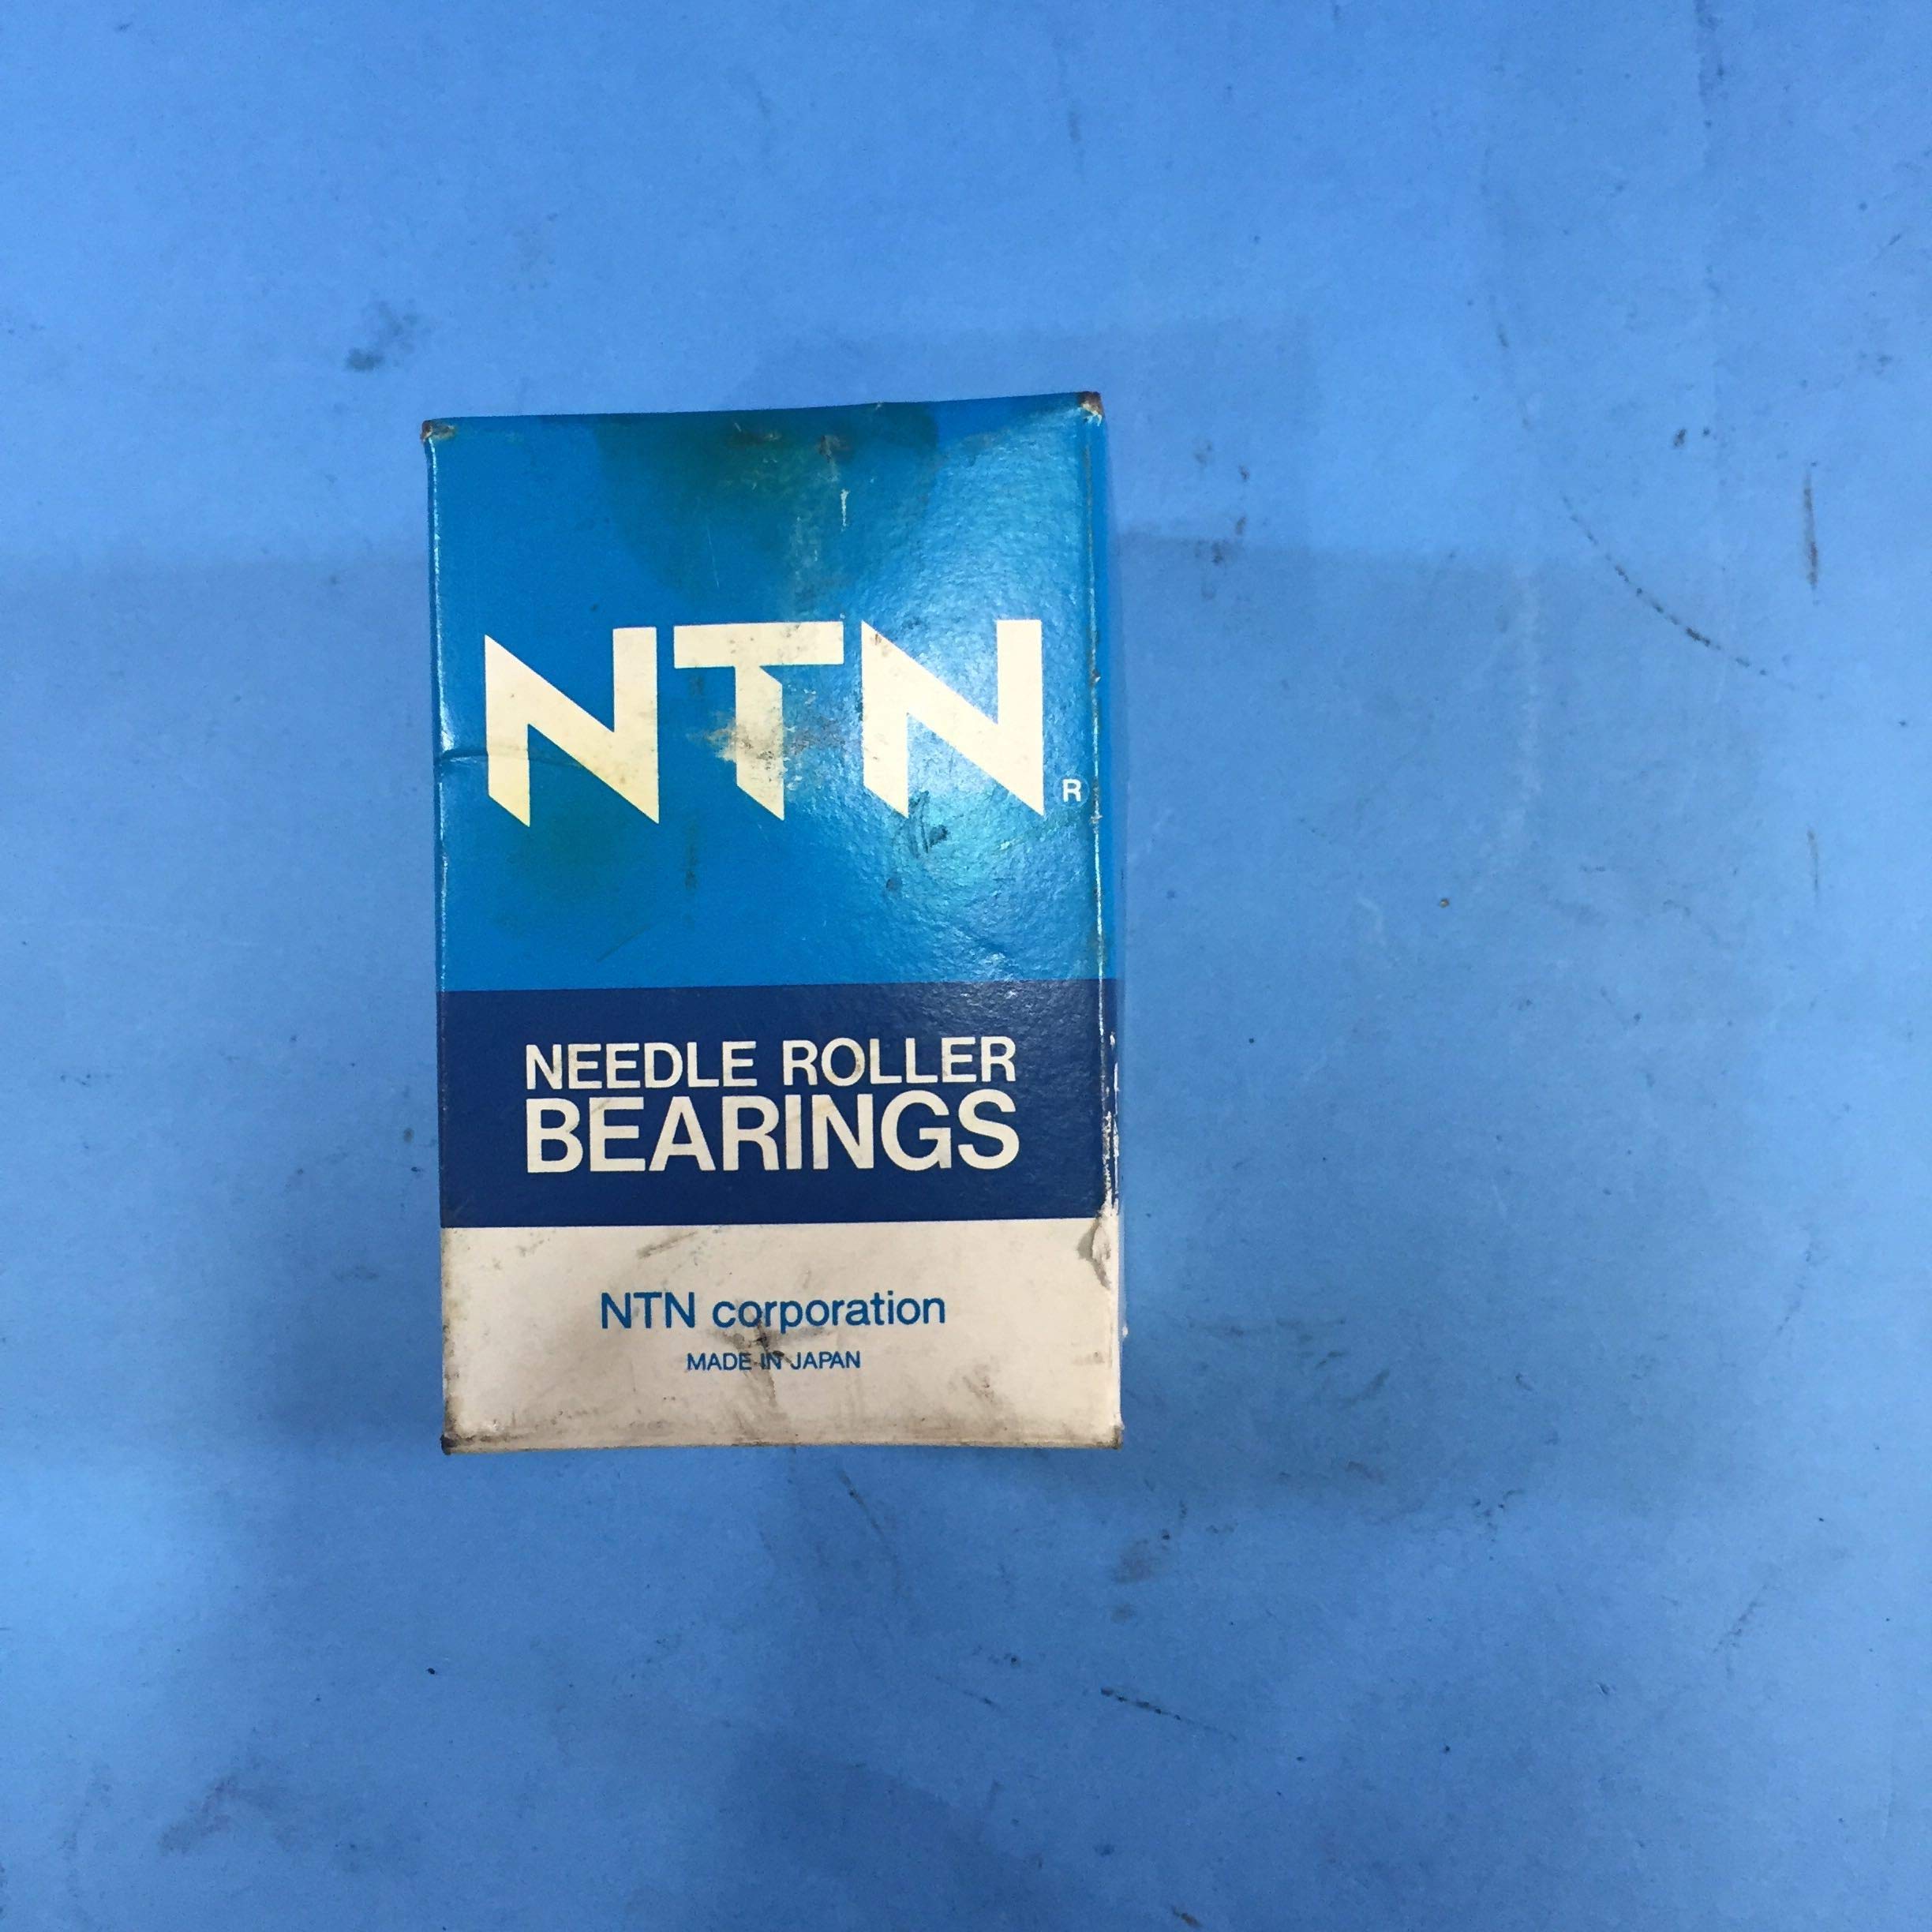 NTN
R
NEEDLE ROLLER
BEARINGS
NTN corporation
MADE IN JAPAN